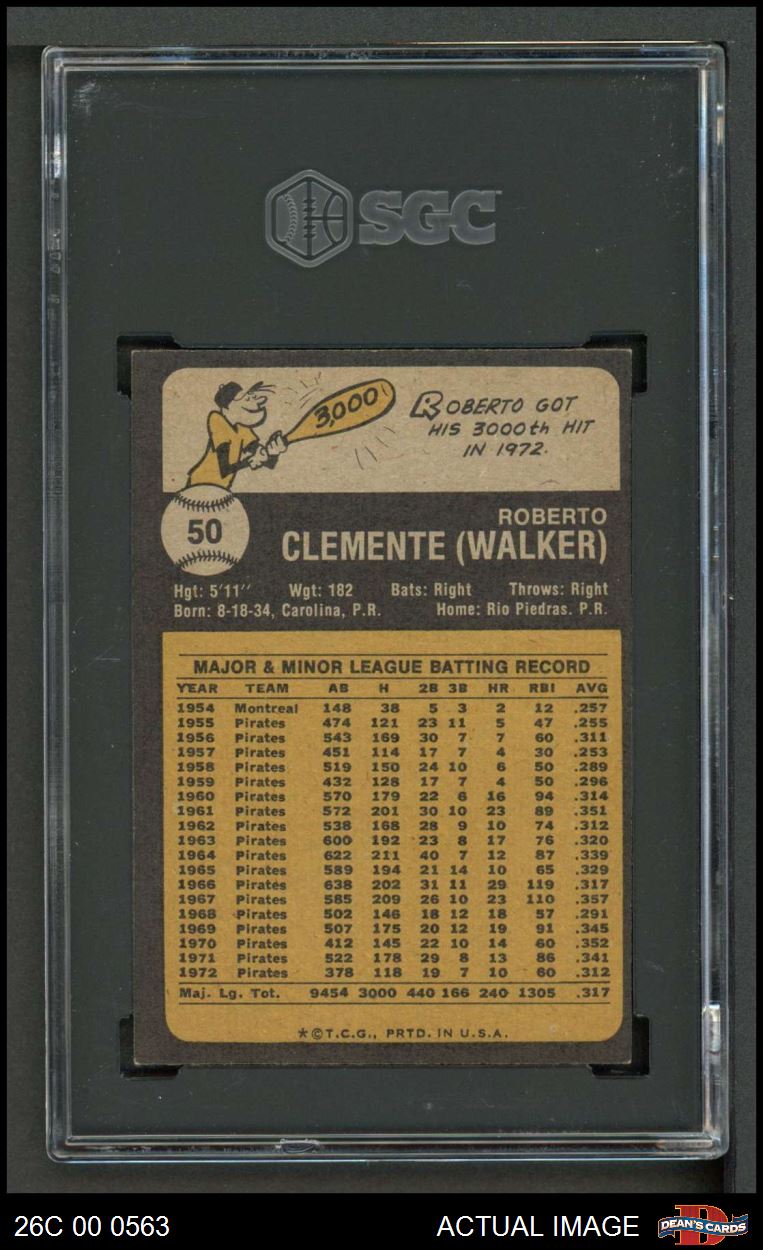 SGC
3,000
ROBERTO GOT
HIS 3000th HIT
IN 1972.
50
ROBERTO
CLEMENTE (WALKER)
Hgt: 5'11" Wgt: 182 Bats: Right Throws: Right
Born: 8-18-34, Carolina, P.R. Home: Rio Piedras. P.R.
MAJOR & MINOR LEAGUE BATTING RECORD
YEAR TEAM AB H 2B 3B HR RBI AVG
1954 Montreal 148 38 5 3 2 12 .257
1955 Pirates 474 121 23 11 5 47 .255
1956 Pirates 543 169 30 7 7 60 .311
1957 Pirates 451 114 17 7 4 30 .253
1958 Pirates 519 150 24 10 6 50 .289
1959 Pirates 432 128 17 7 4 50 .296
1960 Pirates 570 179 22 6 16 94 .314
1961 Pirates 572 201 30 10 23 89 .351
1962 Pirates 538 168 28 9 10 74 .312
1963 Pirates 600 192 23 8 17 76 .320
1964 Pirates 622 211 40 7 12 87 .339
1965 Pirates 589 194 21 14 10 65 .329
1966 Pirates 638 202 31 11 29 119 .317
1967 Pirates 585 209 26 10 23 110 .357
1968 Pirates 502 146 18 12 18 57 .291
1969 Pirates 507 175 20 12 19 91 .345
1970 Pirates 412 145 22 10 14 60 .352
1971 Pirates 522 178 29 8 13 86 .341
1972 Pirates 378 118 19 7 10 60 .312
Maj. Lg. Tot. 9454 3000 440 166 240 1305 .317
*©T.C.G., PRTD. IN U.S.A.
26C 00 0563 ACTUAL IMAGE DEAN'S CARDS